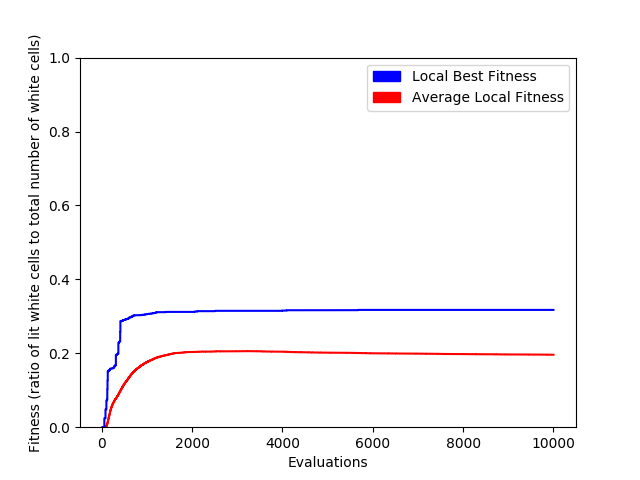 Fitness (ratio of lit white cells to total number of white cells)
1.0
0.8
0.6
0.4
0.2
0.0
Local Best Fitness
Average Local Fitness
0 2000 4000 6000 8000 10000
Evaluations